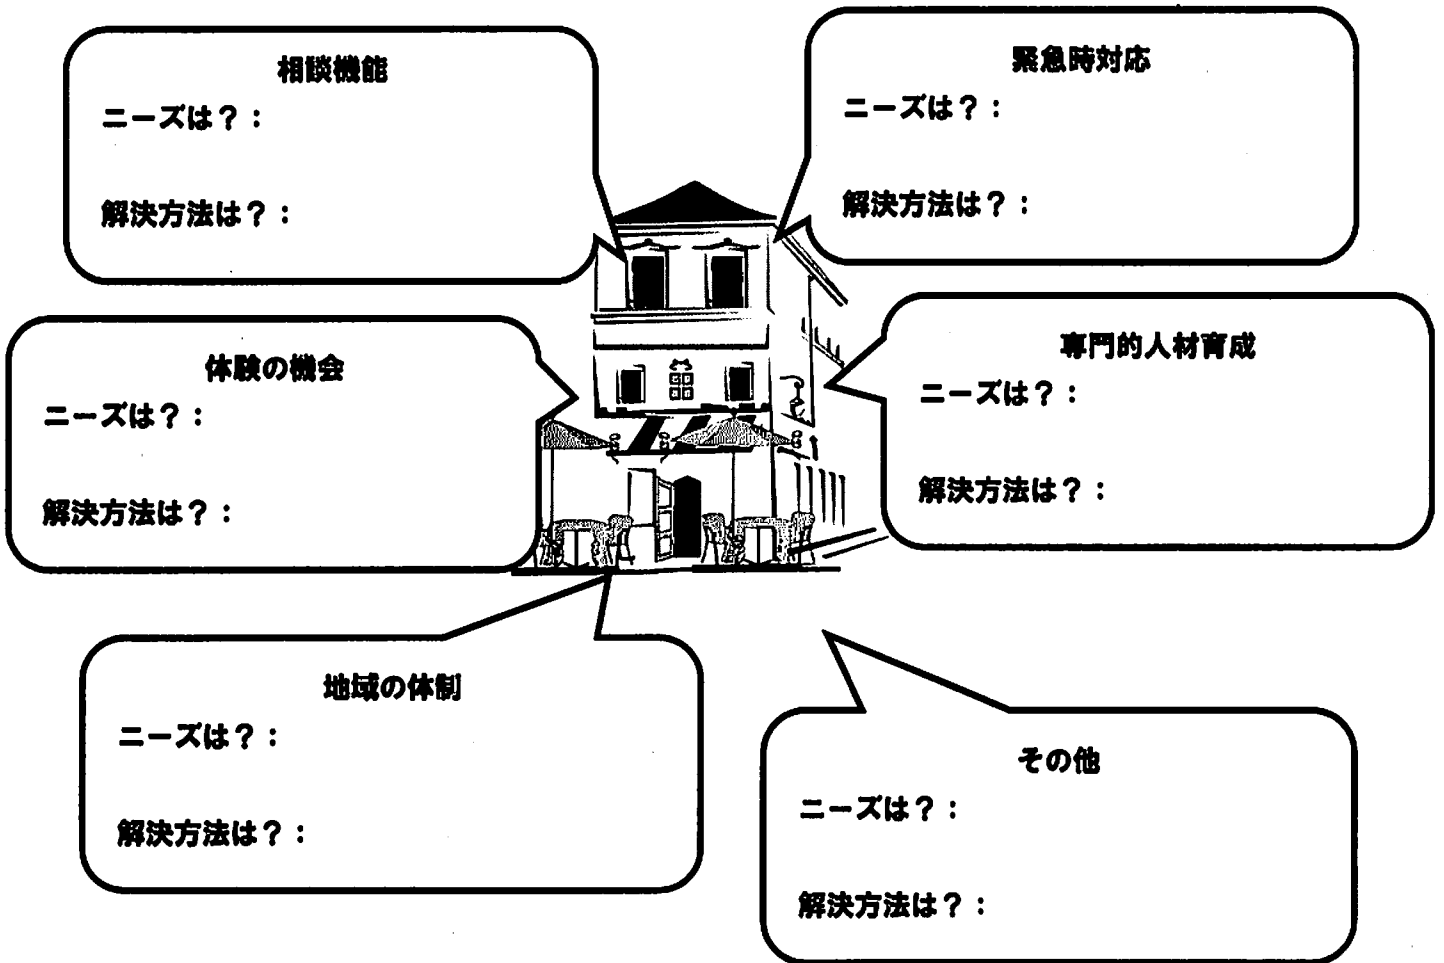 相談機能
ニーズは？：
解決方法は？：
緊急時対応
ニーズは？：
解決方法は？：
体験の機会
ニーズは？：
解決方法は？：
専門的人材育成
ニーズは？：
解決方法は？：
地域の体制
ニーズは？：
解決方法は？：
その他
ニーズは？：
解決方法は？：